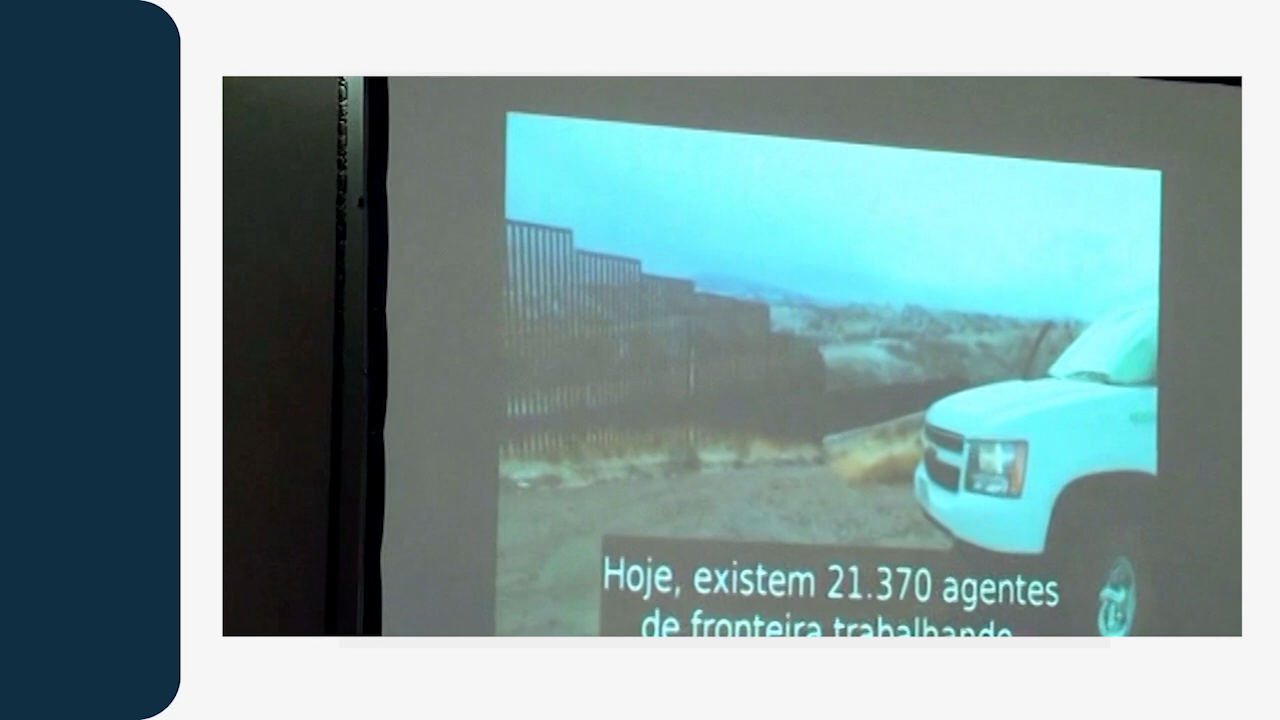 Hoje, existem 21.370 agentes
de fronteira trabalhando